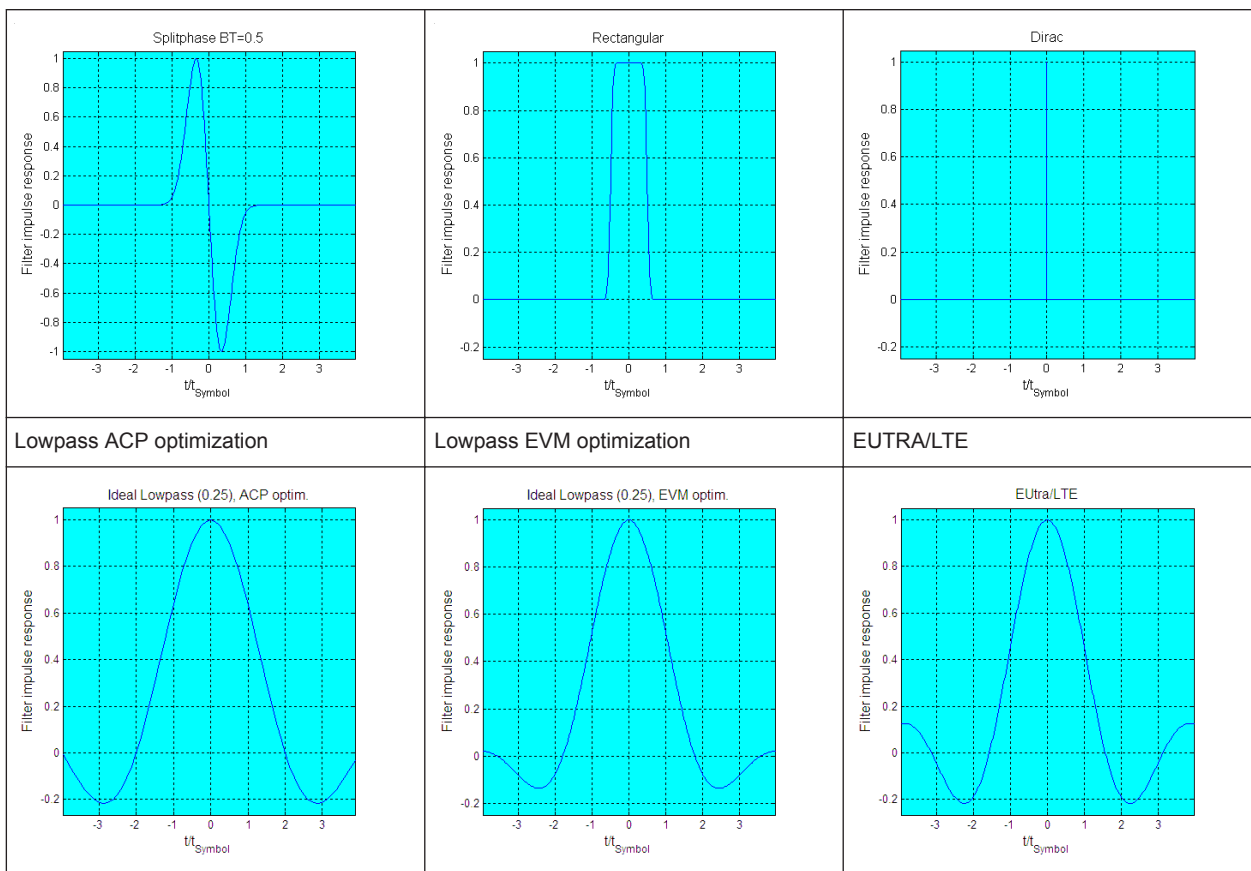 Splitphase BT=0.5
Filter impulse response
1
0.8
0.6
0.4
0.2
0
-0.2
-0.4
-0.6
-0.8
-1
-3 -2 -1 0 1 2 3
t/tSymbol
Rectangular
Filter impulse response
1
0.8
0.6
0.4
0.2
0
-0.2
-3 -2 -1 0 1 2 3
t/tSymbol
Dirac
Filter impulse response
1
0.8
0.6
0.4
0.2
0
-0.2
-3 -2 -1 0 1 2 3
t/tSymbol
Lowpass ACP optimization
Lowpass EVM optimization
EUTRA/LTE
Ideal Lowpass (0.25), ACP optim.
Filter impulse response
1
0.8
0.6
0.4
0.2
0
-0.2
-3 -2 -1 0 1 2 3
t/tSymbol
Ideal Lowpass (0.25), EVM optim.
Filter impulse response
1
0.8
0.6
0.4
0.2
0
-0.2
-3 -2 -1 0 1 2 3
t/tSymbol
EUtra/LTE
Filter impulse response
1
0.8
0.6
0.4
0.2
0
-0.2
-3 -2 -1 0 1 2 3
t/tSymbol